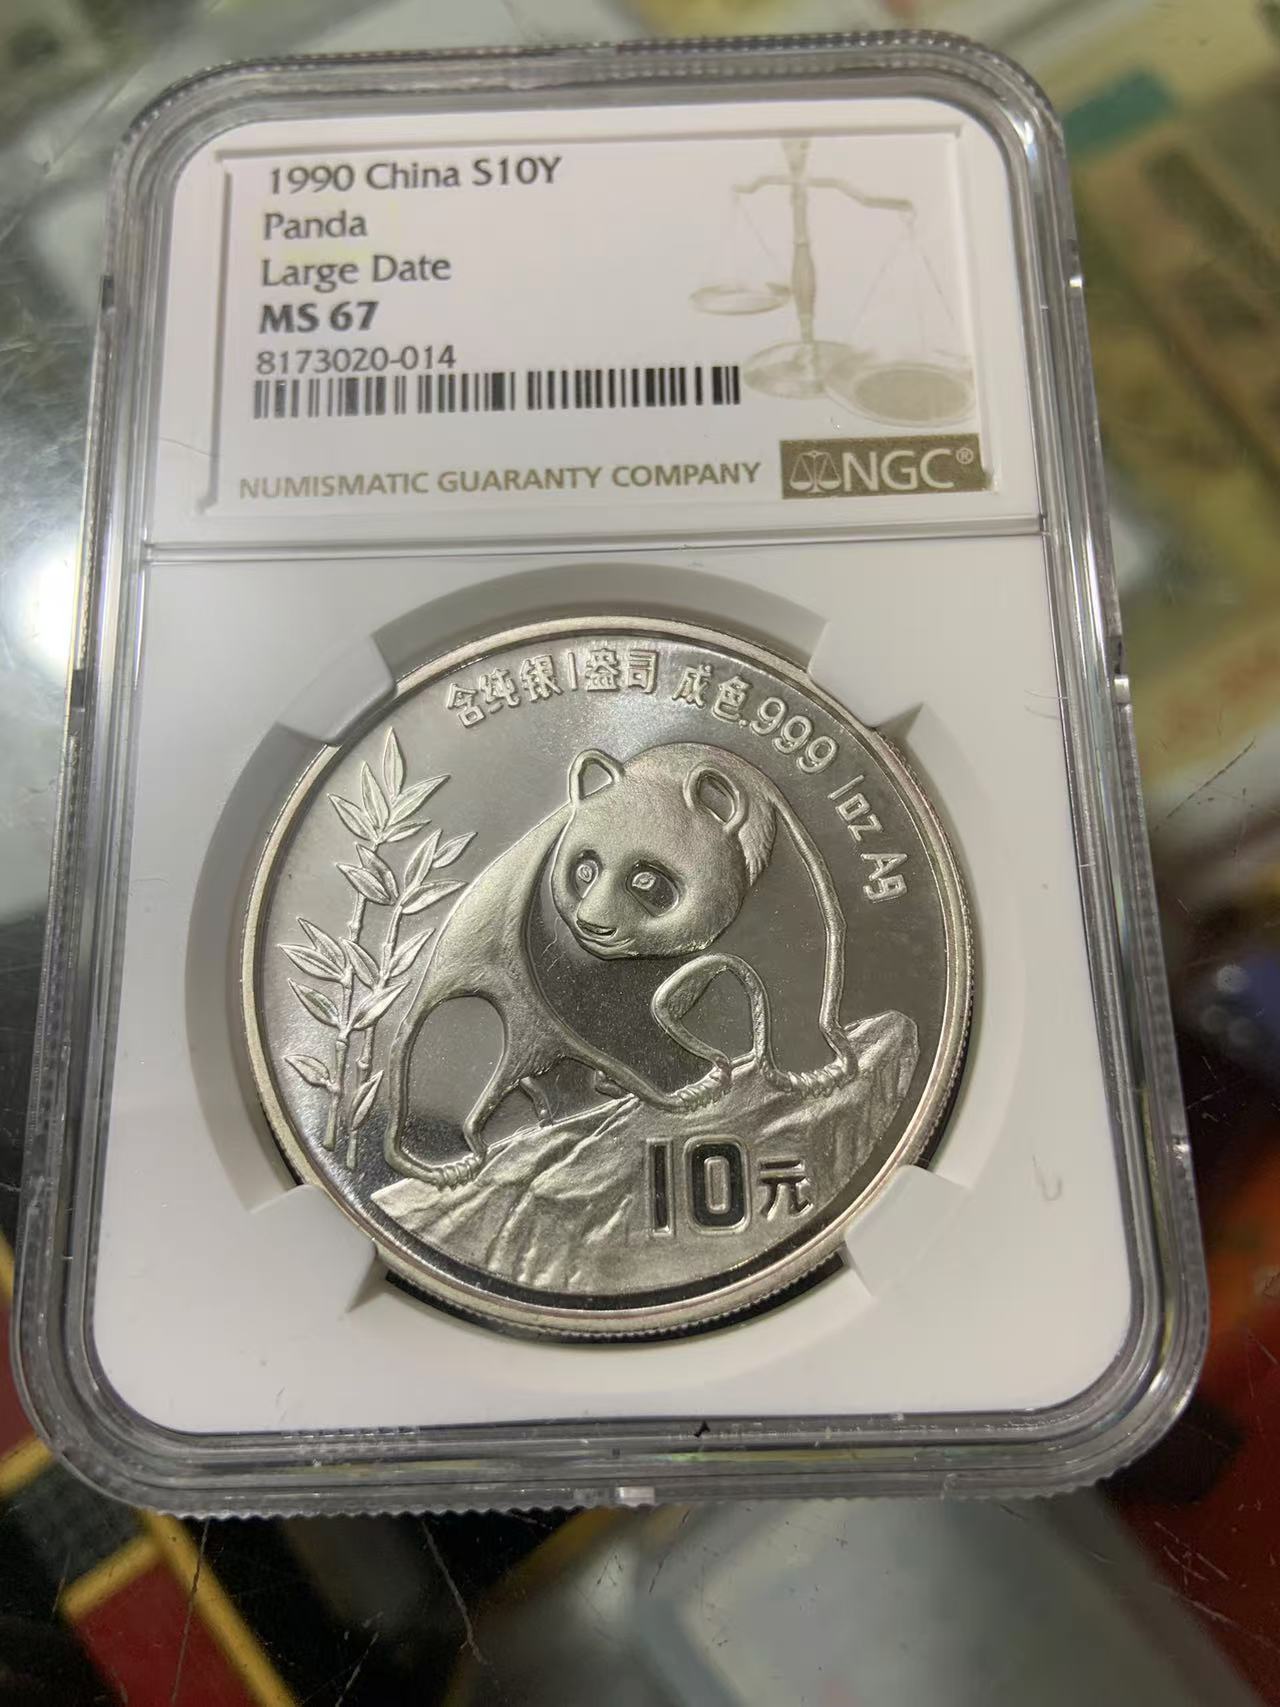 1990 China S10Y
Panda
Large Date
MS 67
8173020-014
NUMISMATIC GUARANTY COMPANY
NGC®
含纯银1盎司 成色.999 1oz Ag
10元